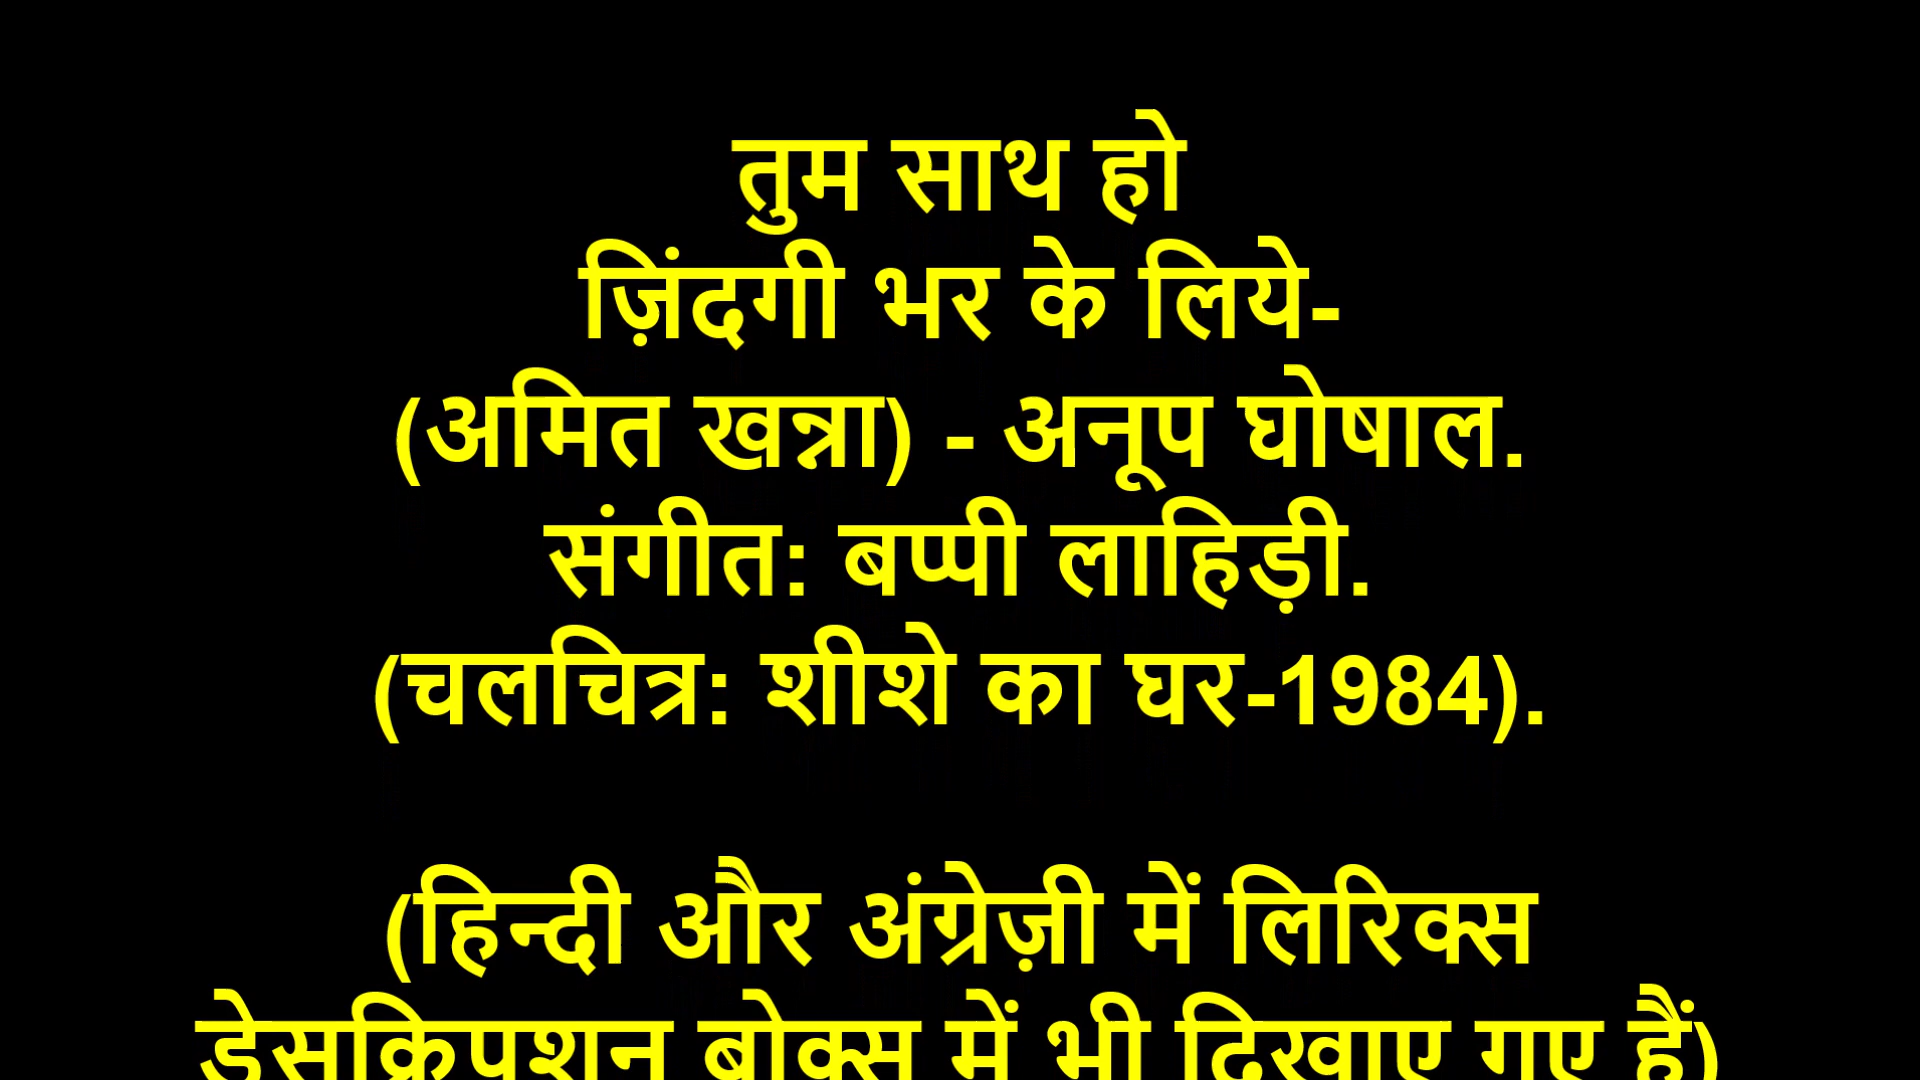 तुम साथ हो
ज़िंदगी भर के लिये-
(अमित खन्ना) - अनूप घोषाल.
संगीत: बप्पी लाहिड़ी.
(चलचित्र: शीशे का घर-1984).
(हिन्दी और अंग्रेज़ी में लिरिक्स
डेसक्रिपशन बोक्स में भी दिखाए गए हैं)